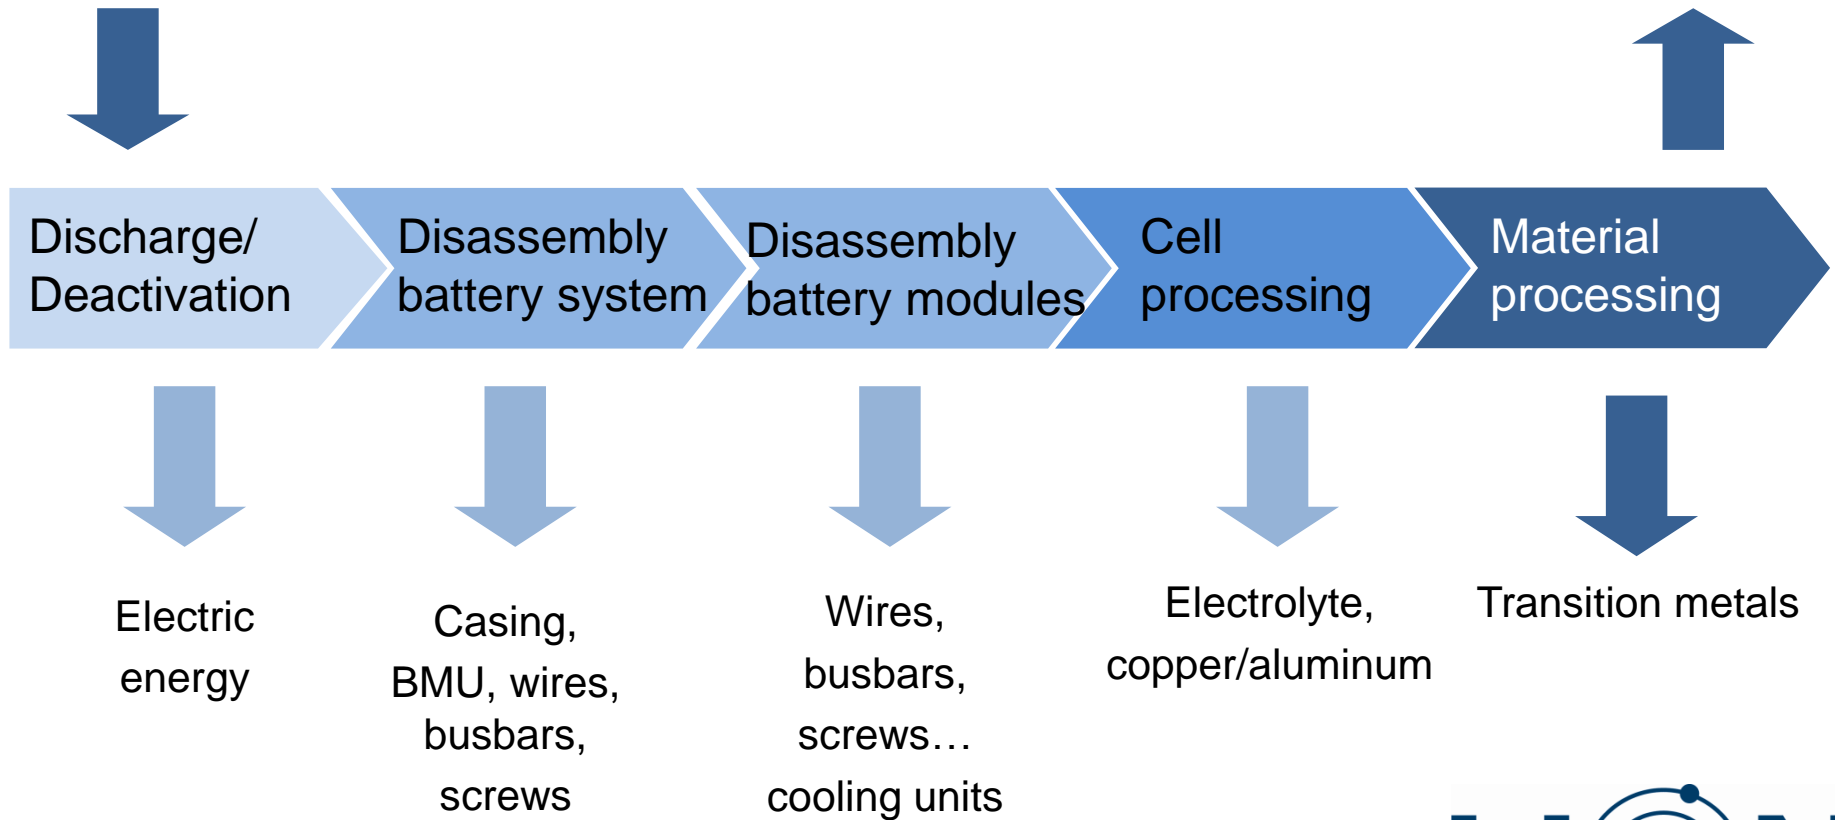 Discharge/
Deactivation
Disassembly
battery system
Disassembly
battery modules
Cell
processing
Material
processing
Electric
energy
Casing,
BMU, wires,
busbars,
screws
Wires,
busbars,
screws…
cooling units
Electrolyte,
copper/aluminum
Transition metals